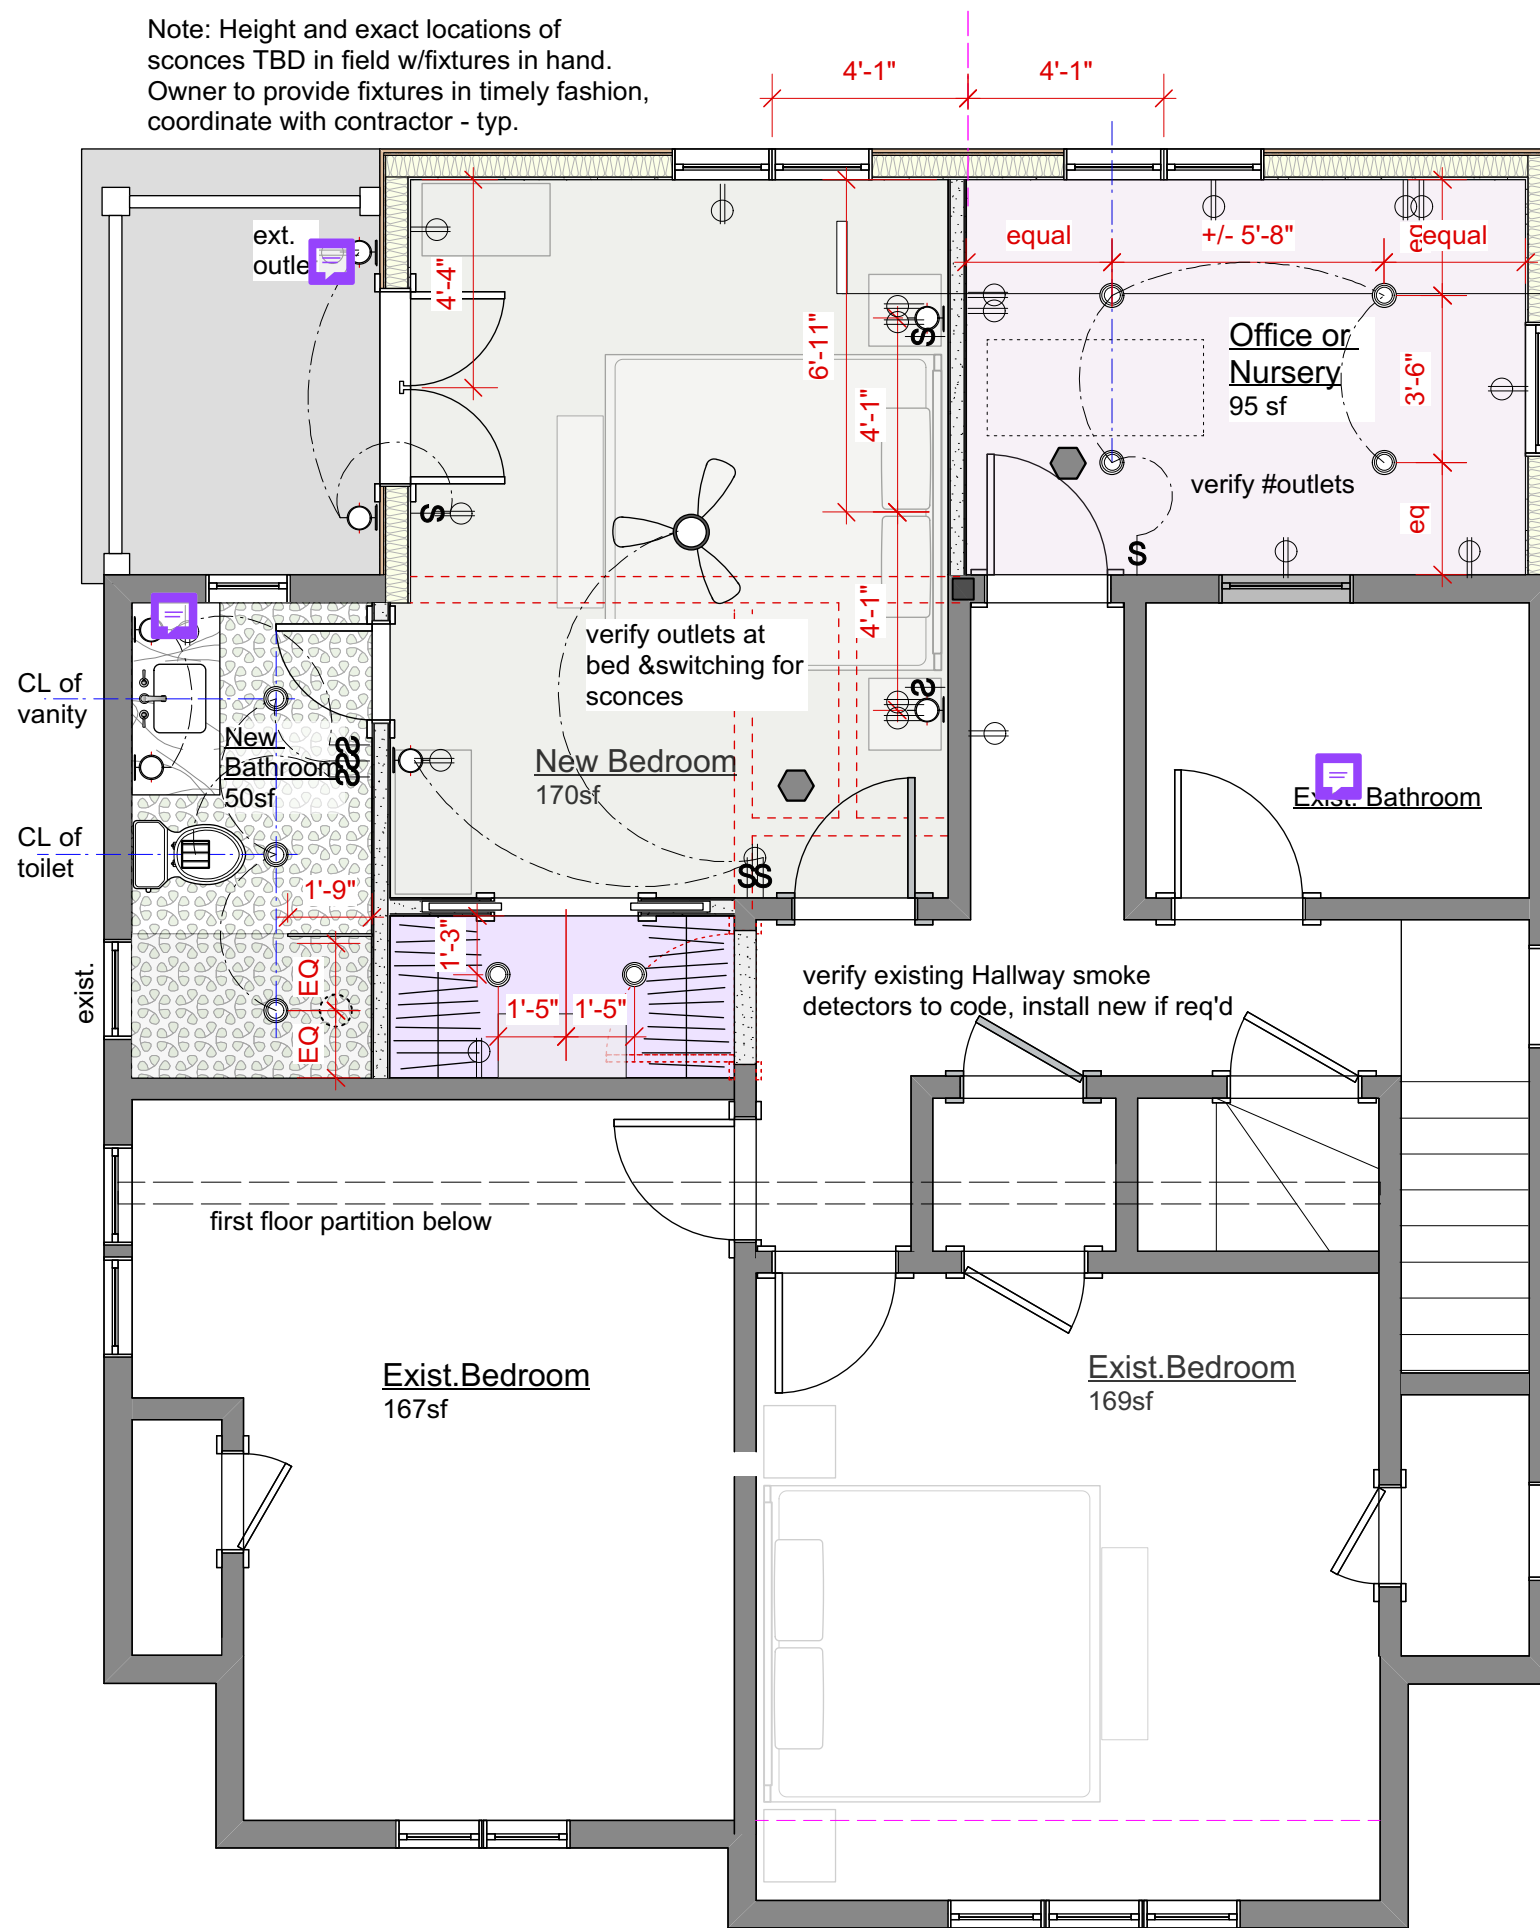 Note: Height and exact locations of
sconces TBD in field w/fixtures in hand.
Owner to provide fixtures in timely fashion,
coordinate with contractor - typ.
4'-1"
4'-1"
ext.
outle
4'-4"
6'-11"
4'-1"
4'-1"
equal
+/- 5'-8"
eq
equal
Office or
Nursery
95 sf
3'-6"
verify #outlets
eq
S
S
S
S
S
verify outlets at
bed &switching for
sconces
CL of
vanity
New
Bathroom
50sf
SSS
New Bedroom
170sf
SS
Exist. Bathroom
CL of
toilet
1'-9"
EQ
EQ
exist.
1'-3"
1'-5"
1'-5"
verify existing Hallway smoke
detectors to code, install new if req'd
first floor partition below
Exist.Bedroom
167sf
Exist.Bedroom
169sf